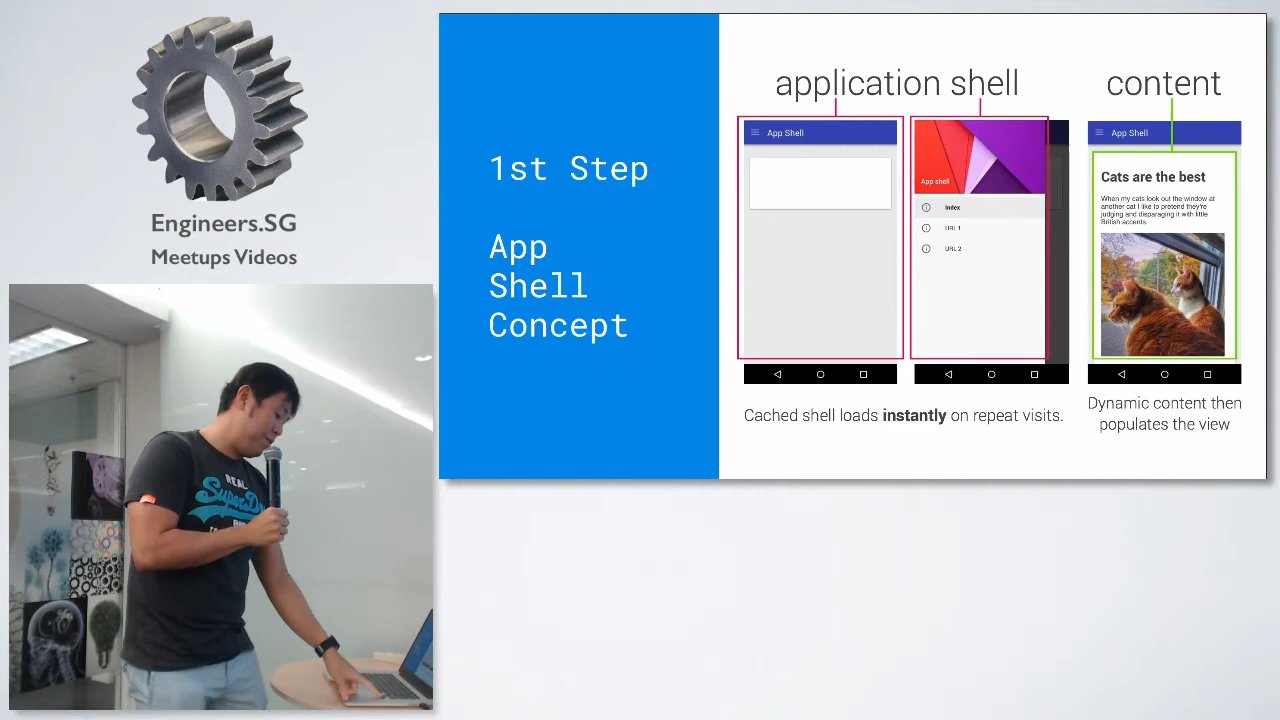 Engineers.SG
Meetups Videos
REAL
1st Step
App
Shell
Concept
application shell
content
App Shell
App shell
Index
URL 1
URL 2
App Shell
Cats are the best
When my cats look out the window at
another cat I like to pretend they're
judging and disparaging it with little
British accents.
Cached shell loads instantly on repeat visits.
Dynamic content then
populates the view